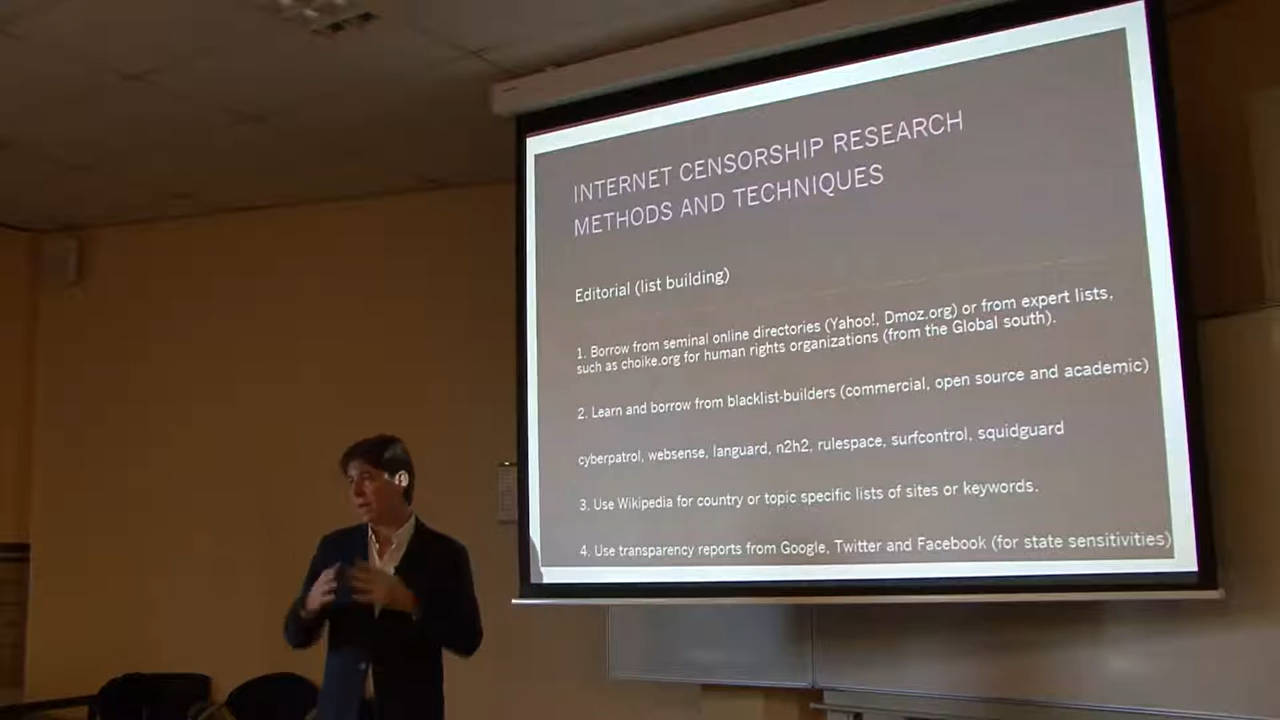 INTERNET CENSORSHIP RESEARCH
METHODS AND TECHNIQUES
Editorial (list building)
1. Borrow from seminal online directories (Yahoo!, Dmoz.org) or from expert lists,
such as choike.org for human rights organizations (from the Global south).
2. Learn and borrow from blacklist-builders (commercial, open source and academic)
cyberpatrol, websense, languard, n2h2, rulespace, surfcontrol, squidguard
3. Use Wikipedia for country or topic specific lists of sites or keywords.
4. Use transparency reports from Google, Twitter and Facebook (for state sensitivities)